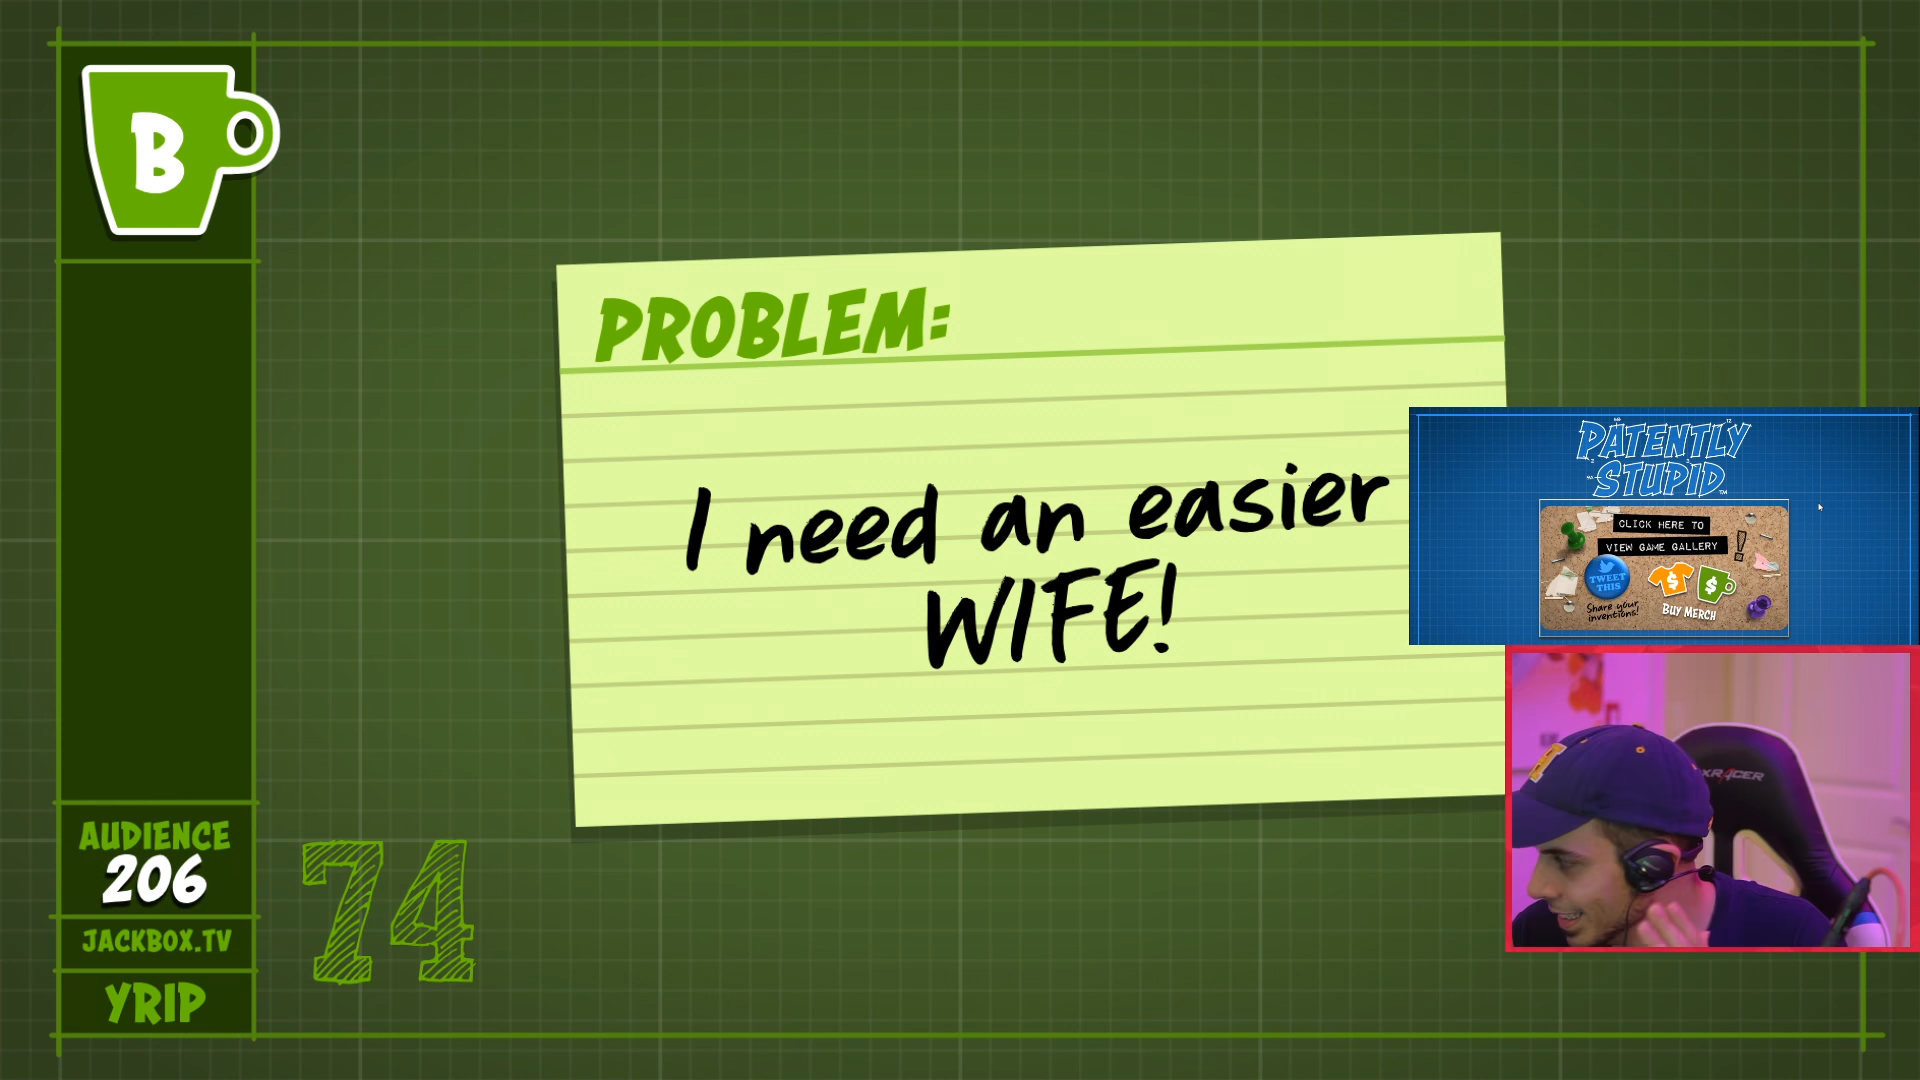 B
PROBLEM:
I need an easier
WIFE!
PATENTLY
STUPID™
CLICK HERE TO
VIEW GAME GALLERY
TWEET
THIS
Share your
inventions!
$ $
BUY MERCH
AUDIENCE
206
JACKBOX.TV
YRIP
74